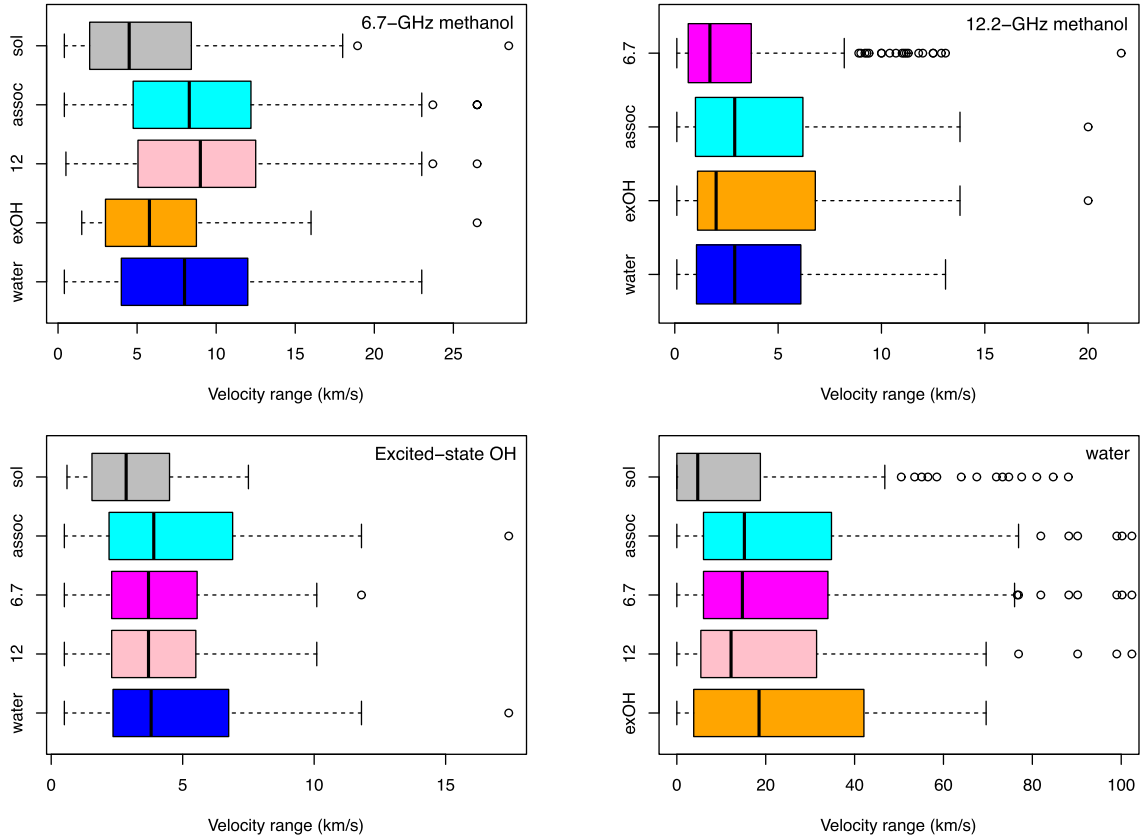 6.7−GHz methanol
sol
assoc
12
exOH
water
0 5 10 15 20 25
Velocity range (km/s)
12.2−GHz methanol
6.7
assoc
exOH
water
0 5 10 15 20
Velocity range (km/s)
Excited−state OH
sol
assoc
6.7
12
water
0 5 10 15
Velocity range (km/s)
water
sol
assoc
6.7
12
exOH
0 20 40 60 80 100
Velocity range (km/s)